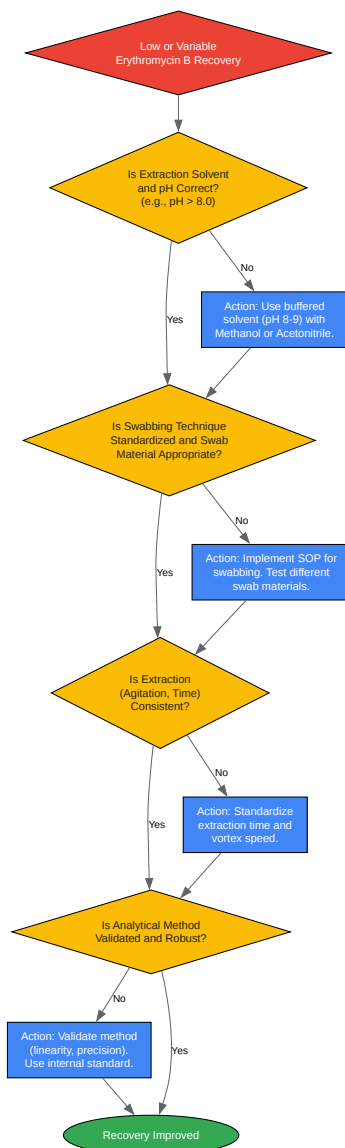 Low or Variable
Erythromycin B Recovery
Is Extraction Solvent
and pH Correct?
(e.g., pH > 8.0)
No
Yes
Action: Use buffered
solvent (pH 8-9) with
Methanol or Acetonitrile.
Is Swabbing Technique
Standardized and Swab
Material Appropriate?
No
Yes
Action: Implement SOP for
swabbing. Test different
swab materials.
Is Extraction
(Agitation, Time)
Consistent?
No
Yes
Action: Standardize
extraction time and
vortex speed.
Is Analytical Method
Validated and Robust?
No
Yes
Action: Validate method
(linearity, precision).
Use internal standard.
Recovery Improved